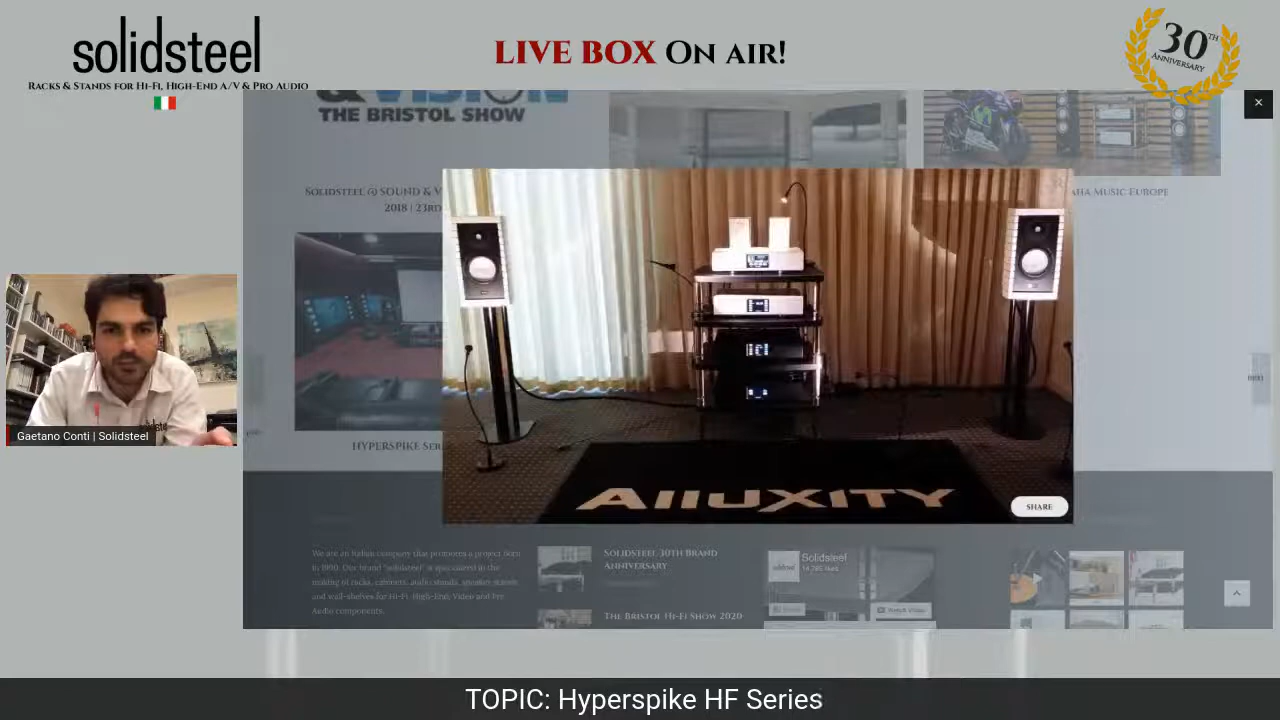 solidsteel
Racks & Stands for Hi-Fi, High-End A/V & Pro Audio
LIVE BOX On air!
30TH
Anniversary
×
& VISION
THE BRISTOL SHOW
Solidsteel @ SOUND & V
2018 | 23rd
aha Music Europe
HYPERSPIKE Ser
AlluXity
SHARE
Gaetano Conti | Solidsteel
We are an Italian company that promotes a project born
in 1990. Our brand "solidsteel" is specialized in the
making of racks, cabinets, audio stands, speaker stands
and wall-shelves for Hi-Fi, High-End, Video and Pro
Audio components.
Solidsteel 30th Brand
Anniversary
The Bristol Hi-Fi Show 2020
Solidsteel
TOPIC: Hyperspike HF Series